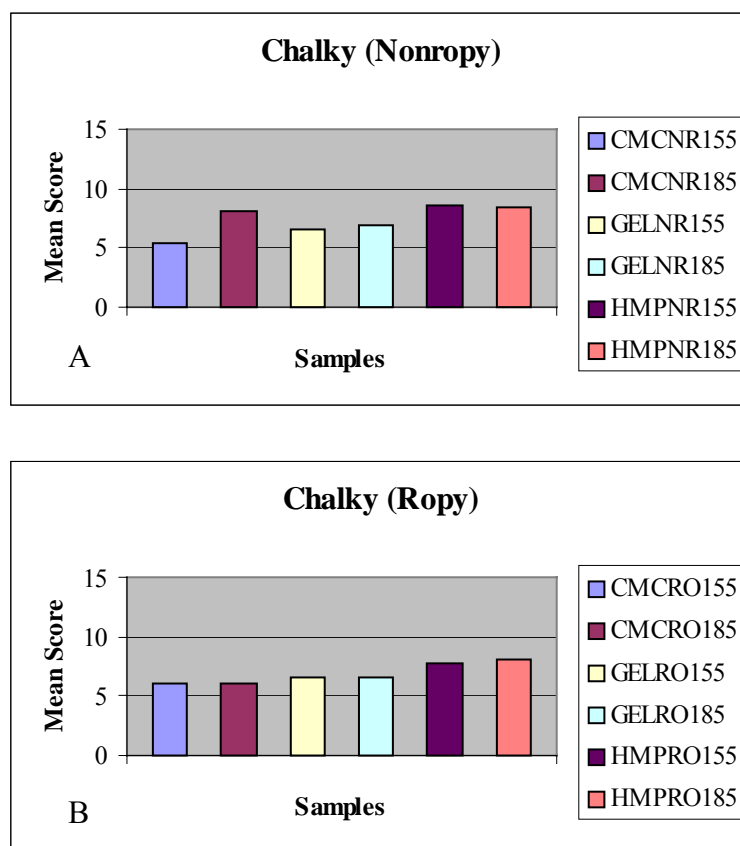 Chalky (Nonropy)
15
10
5
0
Mean Score
Samples
A
CMCNR155
CMCNR185
GELNR155
GELNR185
HMPNR155
HMPNR185
Chalky (Ropy)
15
10
5
0
Mean Score
Samples
B
CMCRO155
CMCRO185
GELRO155
GELRO185
HMPRO155
HMPRO185